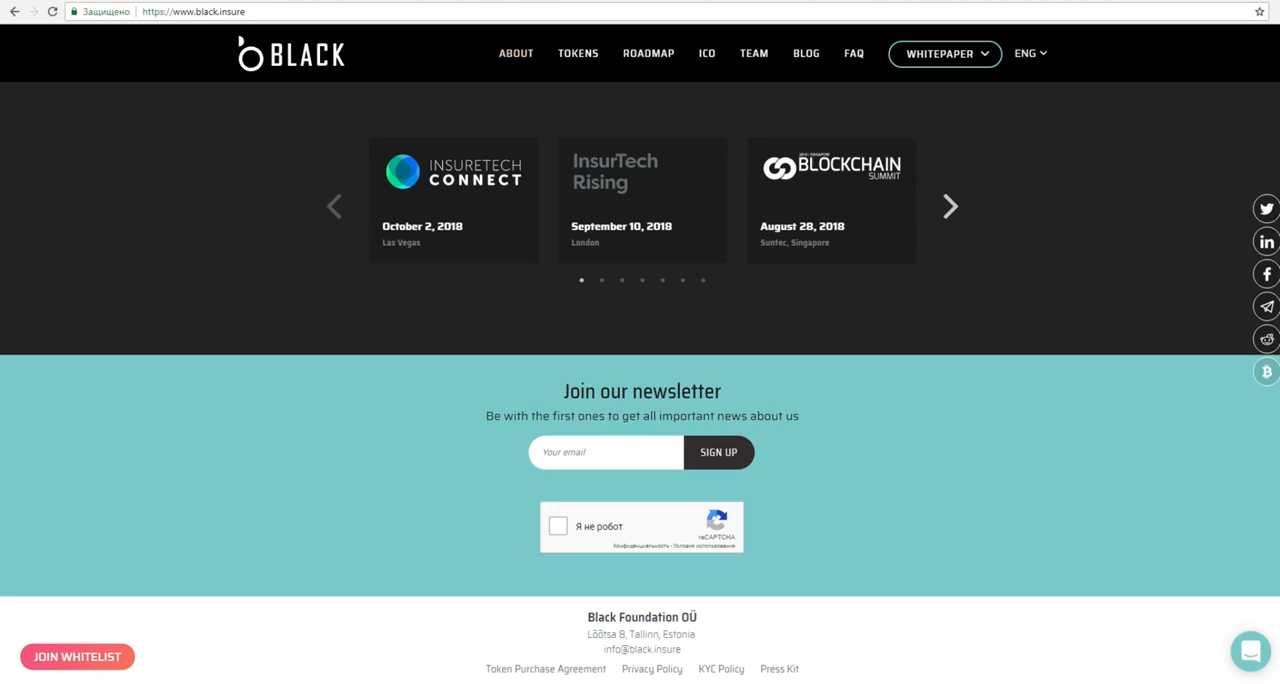 Защищено
https://www.black.insure
BLACK
ABOUT
TOKENS
ROADMAP
ICO
TEAM
BLOG
FAQ
WHITEPAPER
ENG
INSURETECH
CONNECT
October 2, 2018
Las Vegas
InsurTech
Rising
September 10, 2018
London
BLOCKCHAIN
SUMMIT
August 28, 2018
Suntec, Singapore
Join our newsletter
Be with the first ones to get all important news about us
Your email
SIGN UP
Я не робот
reCAPTCHA
Конфиденциальность - Условия использования
Black Foundation OÜ
Lõõtsa 8, Tallinn, Estonia
info@black.insure
Token Purchase Agreement
Privacy Policy
KYC Policy
Press Kit
JOIN WHITELIST